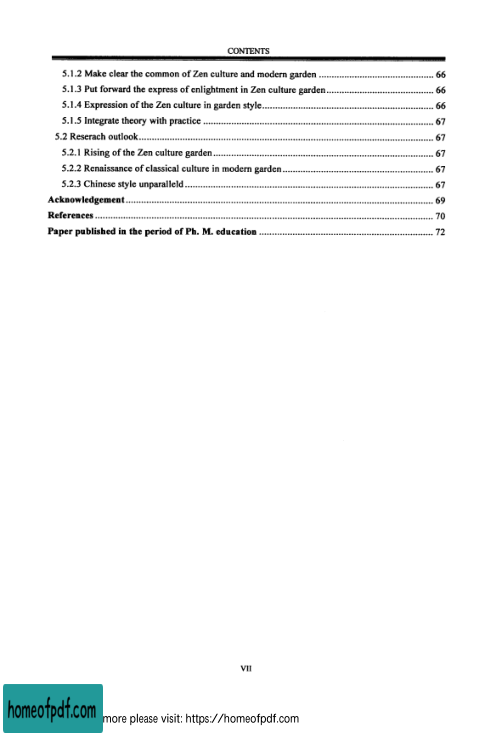 CONTENTS
5.1.2 Make clear the common of Zen culture and modern garden ............................................ 66
5.1.3 Put forward the express of enlightment in Zen culture garden......................................... 66
5.1.4 Expression of the Zen culture in garden style................................................................. 66
5.1.5 Integrate theory with practice ........................................................................................ 67
5.2 Reserach outlook................................................................................................................ 67
5.2.1 Rising of the Zen culture garden.................................................................................... 67
5.2.2 Renaissance of classical culture in modern garden.......................................................... 67
5.2.3 Chinese style unparalleld............................................................................................... 67
Acknowledgement..................................................................................................................... 69
References ................................................................................................................................ 70
Paper published in the period of Ph. M. education .................................................................. 72
VII
homeofpdf.com
more please visit: https://homeofpdf.com